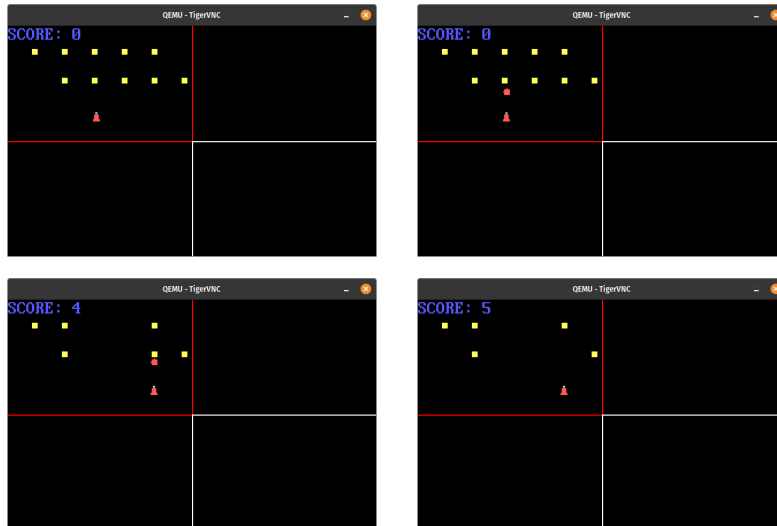 QEMU - TigerVNC
SCORE: 0
QEMU - TigerVNC
SCORE: 0
QEMU - TigerVNC
SCORE: 4
QEMU - TigerVNC
SCORE: 5